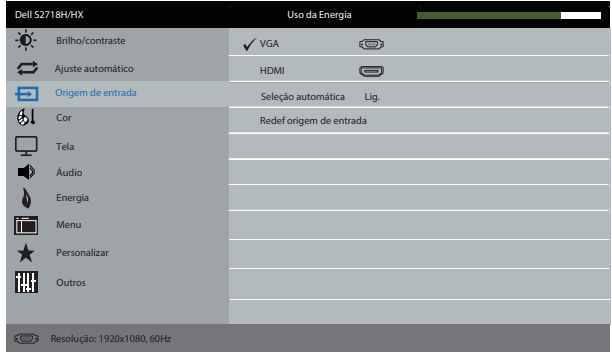 Dell S2718H/HX Uso da Energia
Brilho/contraste
Ajuste automático
Origem de entrada
Cor
Tela
Áudio
Energia
Menu
Personalizar
Outros
VGA
HDMI
Seleção automática Lig.
Redef origem de entrada
Resolução: 1920x1080, 60Hz